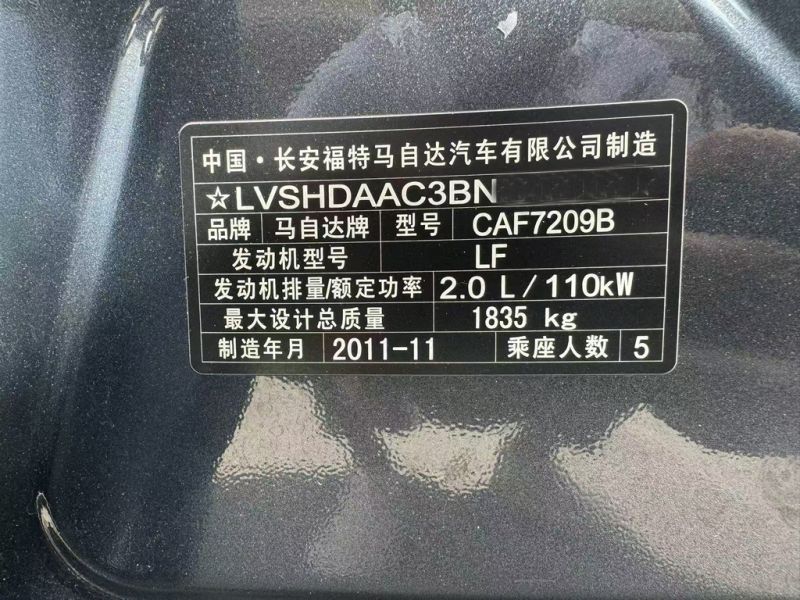 中国·长安福特马自达汽车有限公司制造
☆LVSHDAAC3BN
品牌 马自达牌 型号 CAF7209B
发动机型号 LF
发动机排量/额定功率 2.0 L/110kW
最大设计总质量 1835 kg
制造年月 2011-11 乘座人数 5